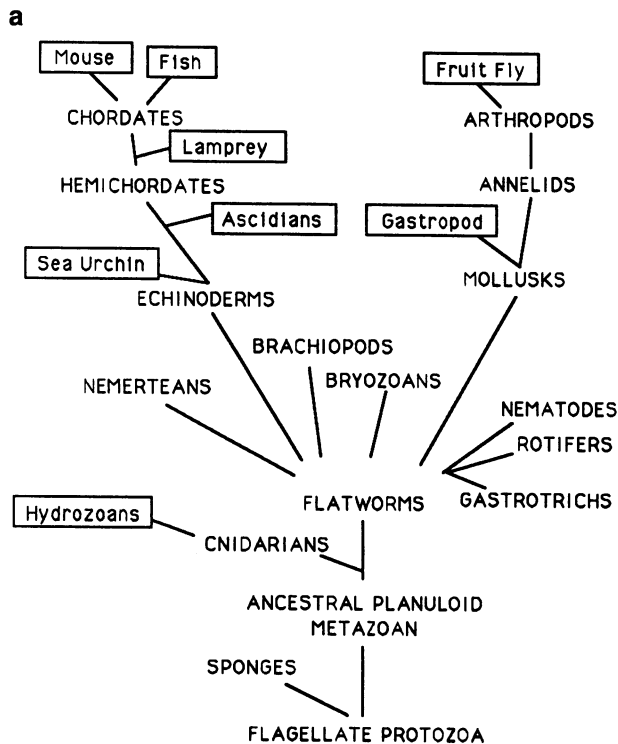 a
Mouse
Fish
Fruit Fly
CHORDATES
ARTHROPODS
Lamprey
HEMICHORDATES
ANNELIDS
Ascidians
Gastropod
Sea Urchin
MOLLUSKS
ECHINODERMS
BRACHIOPODS
BRYOZOANS
NEMERTEANS
NEMATODES
ROTIFERS
GASTROTRICHS
FLATWORMS
Hydrozoans
CNIDARIANS
ANCESTRAL PLANULOID
METAZOAN
SPONGES
FLAGELLATE PROTOZOA